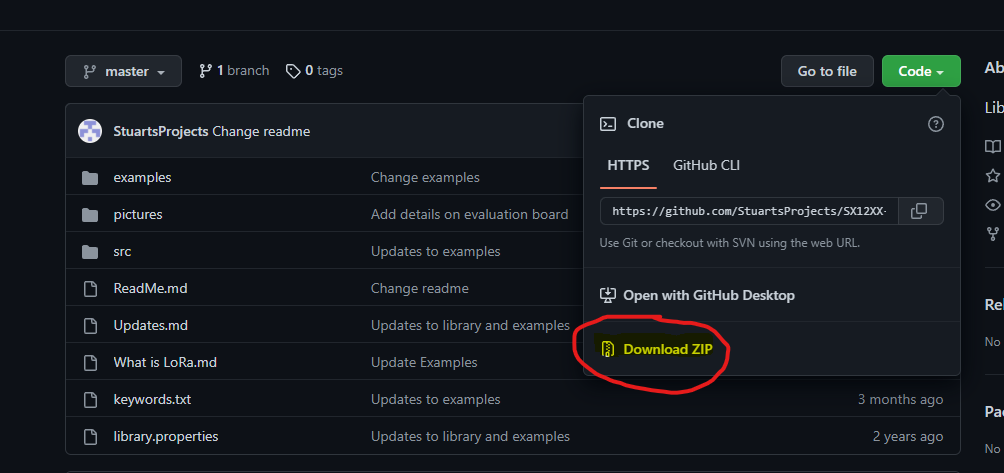 master 1 branch 0 tags Go to file Code Ab
StuartsProjects Change readme Clone Lib
HTTPS GitHub CLI
examples Change examples
pictures Add details on evaluation board https://github.com/StuartsProjects/SX12XX-
src Updates to examples Use Git or checkout with SVN using the web URL.
ReadMe.md Change readme Open with GitHub Desktop Rel
Updates.md Updates to library and examples No
What is LoRa.md Update Examples Download ZIP
keywords.txt Updates to examples 3 months ago Pac
library.properties Updates to library and examples 2 years ago No